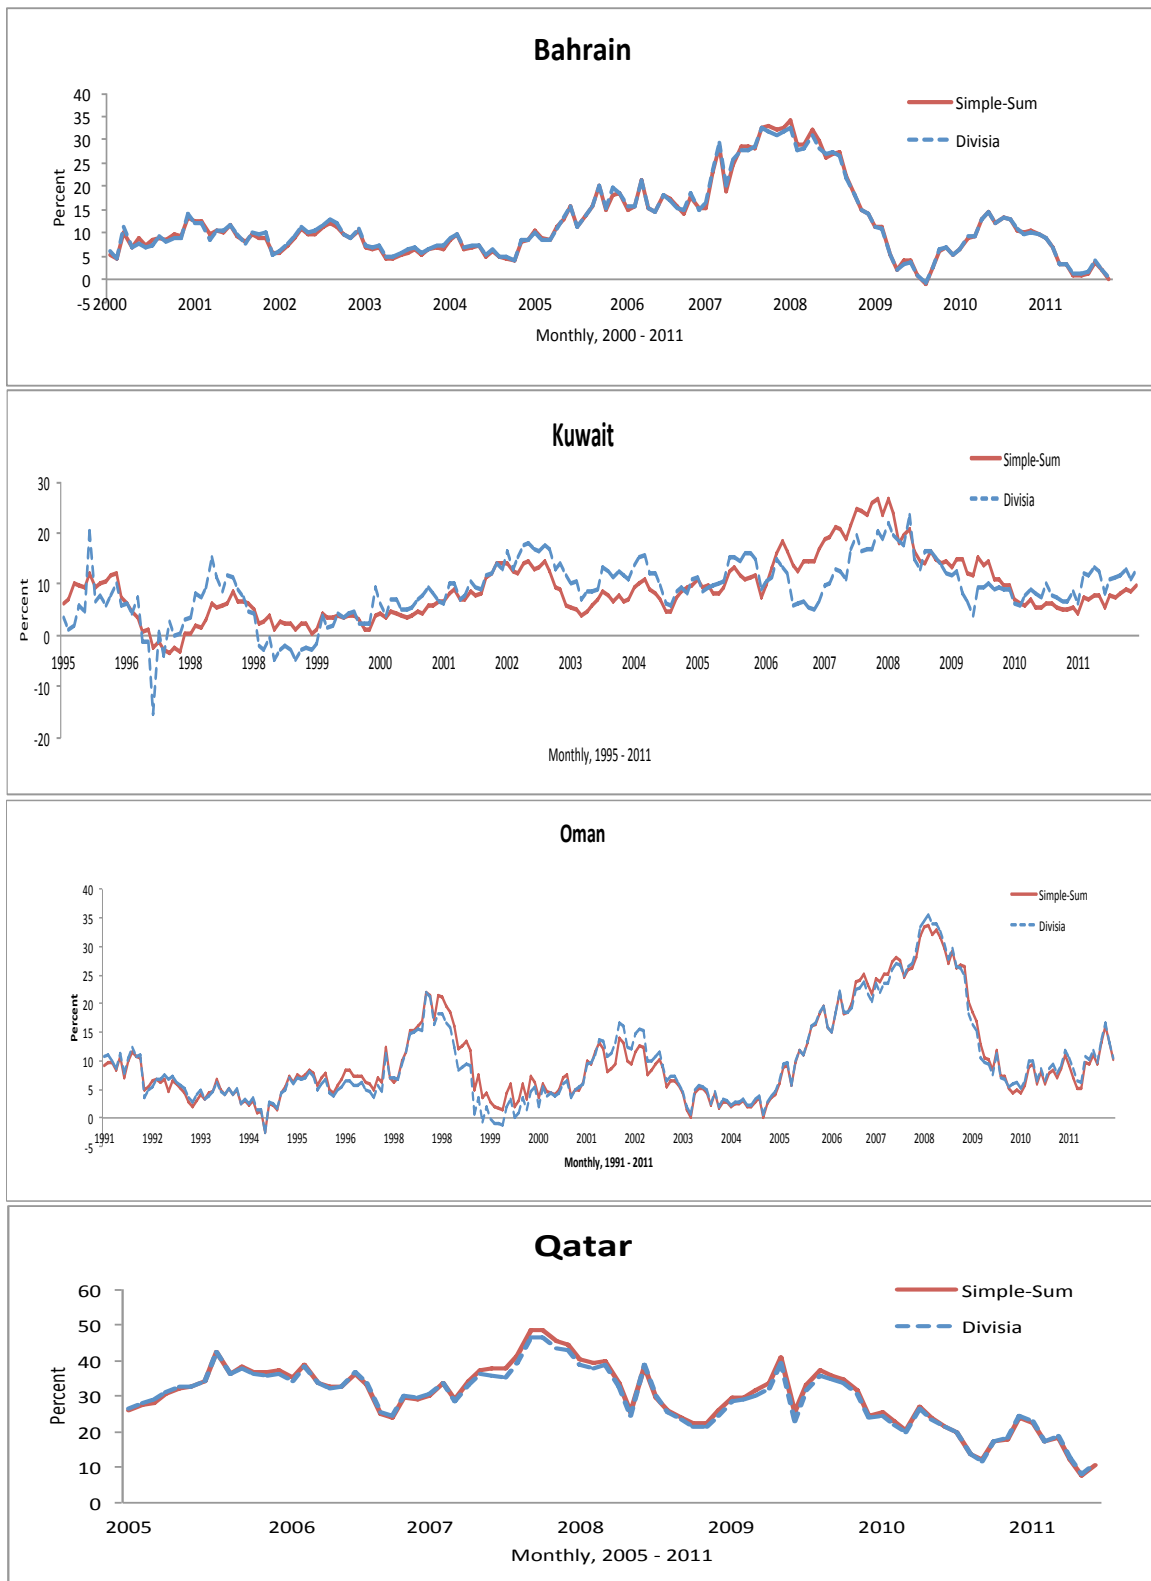 Bahrain
40
35
30
25
20
15
10
5
0
-5
Percent
Simple-Sum
Divisia
2000 2001 2002 2003 2004 2005 2006 2007 2008 2009 2010 2011
Monthly, 2000 - 2011
Kuwait
30
20
10
0
-10
-20
Percent
Simple-Sum
Divisia
1995 1996 1998 1998 1999 2000 2001 2002 2003 2004 2005 2006 2007 2008 2009 2010 2011
Monthly, 1995 - 2011
Oman
40
35
30
25
20
15
10
5
0
-5
Percent
Simple-Sum
Divisia
1991 1992 1993 1994 1995 1996 1998 1998 1999 2000 2001 2002 2003 2004 2005 2006 2007 2008 2009 2010 2011
Monthly, 1991 - 2011
Qatar
60
50
40
30
20
10
0
Percent
Simple-Sum
Divisia
2005 2006 2007 2008 2009 2010 2011
Monthly, 2005 - 2011